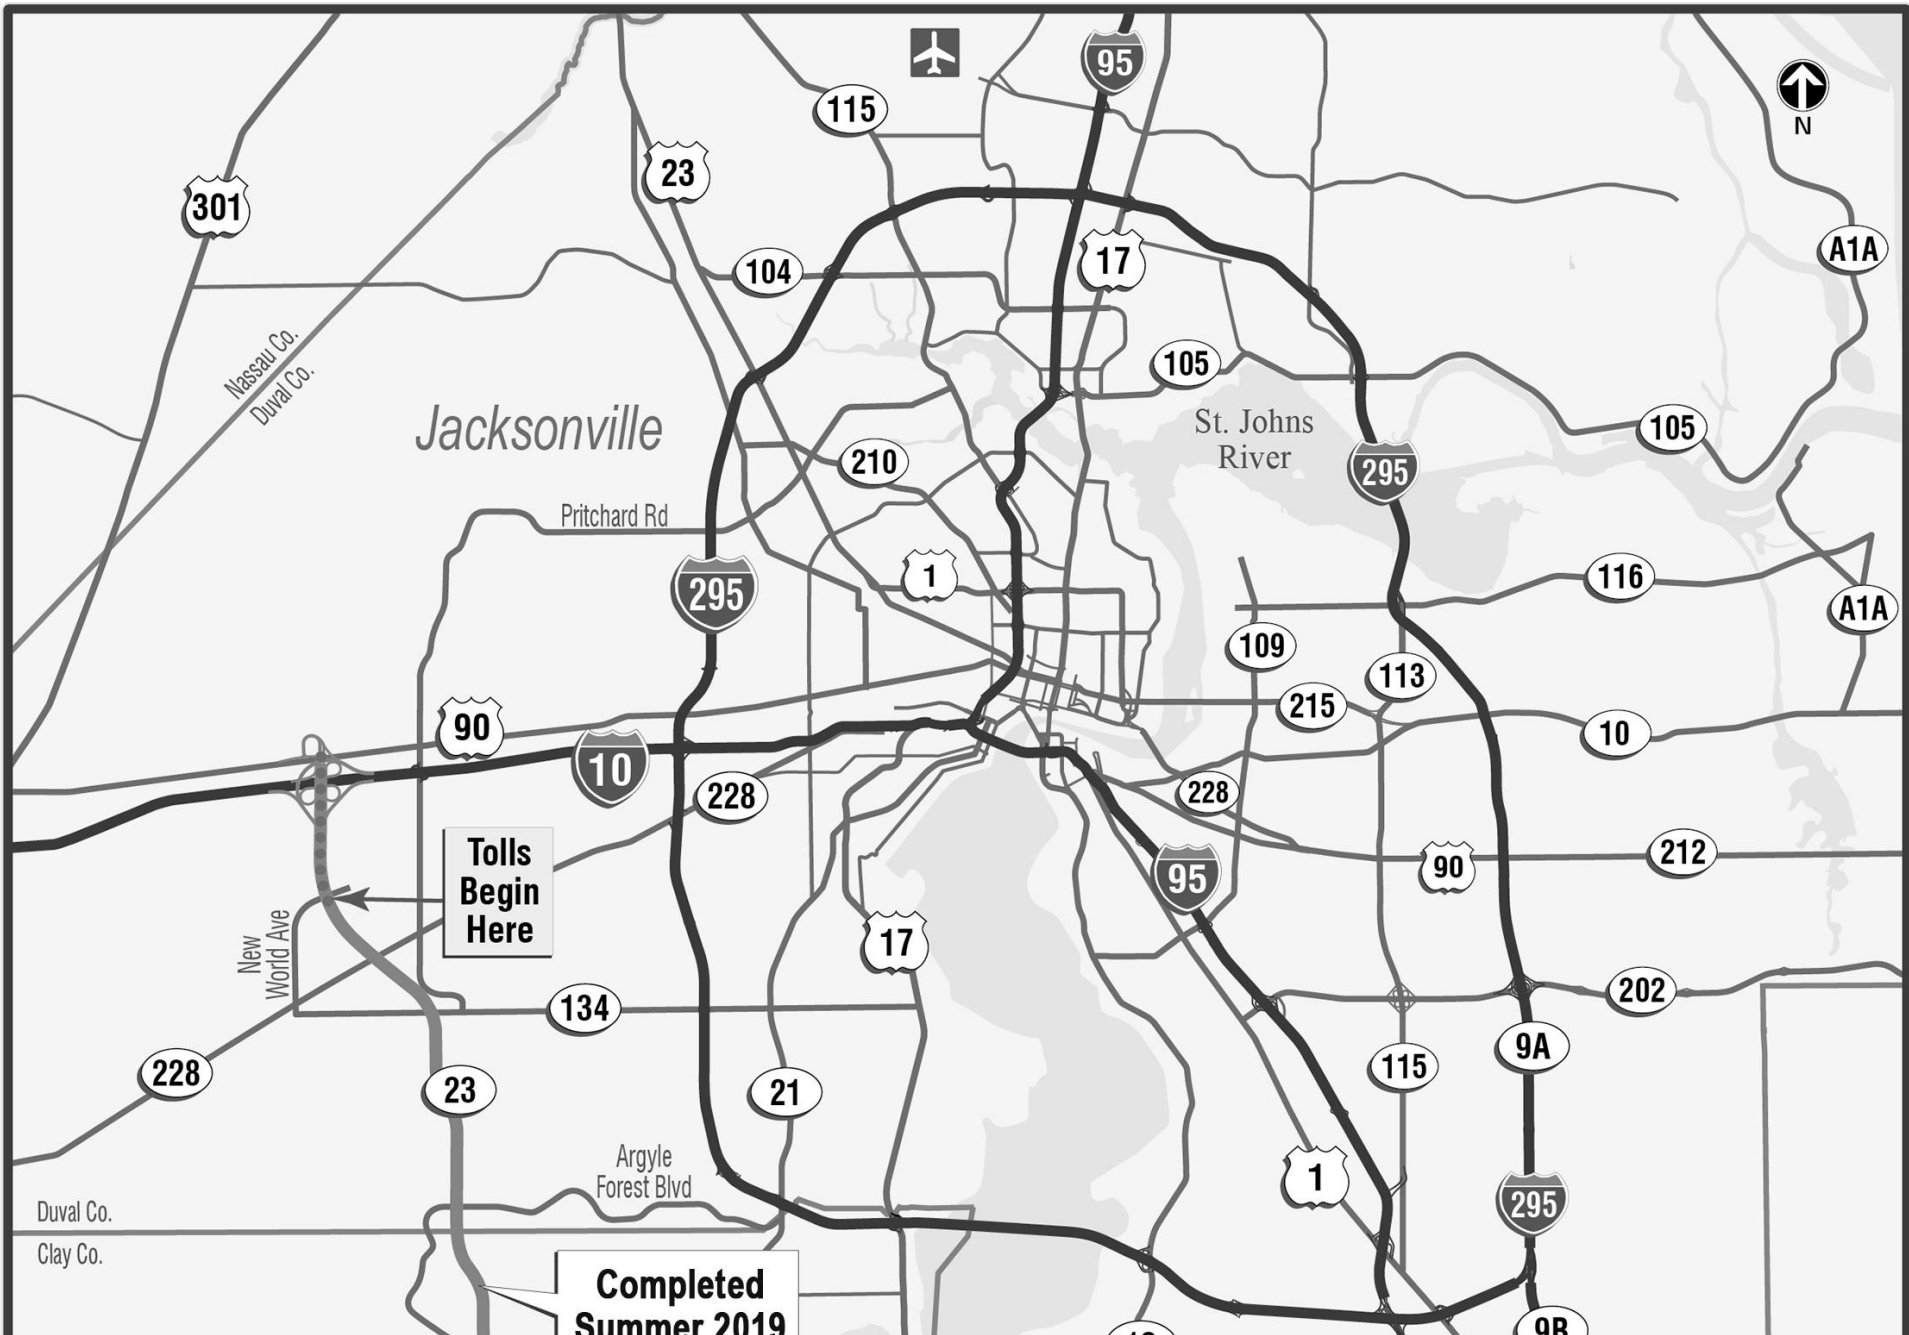 95
115
N
23
301
A1A
17
104
Nassau Co.
Duval Co.
105
Jacksonville
St. Johns
River
105
210
295
Pritchard Rd
1
116
295
A1A
109
113
215
90
10
10
228
228
Tolls
Begin
Here
212
90
95
17
New
World Ave
202
134
9A
115
228
23
21
Argyle
Forest Blvd
1
295
Duval Co.
Clay Co.
Completed
Summer 2019
9B